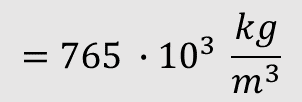 = 765 · 10³ kg/m³